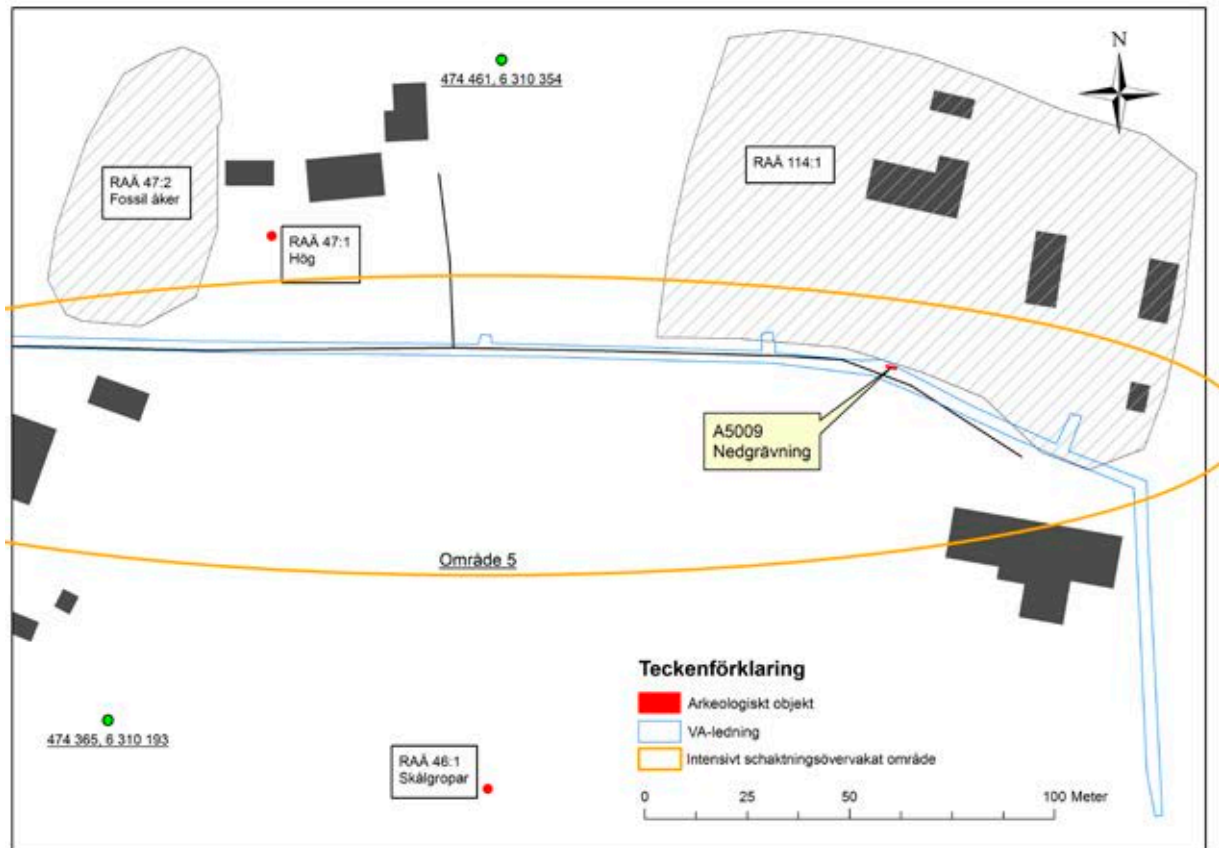 N
474 461, 6 310 354
RAÄ 47:2
Fossil åker
RAÄ 114:1
RAÄ 47:1
Hög
A5009
Nedgrävning
Område 5
Teckenförklaring
Arkeologiskt objekt
VA-ledning
Intensivt schaktningsövervakat område
474 365, 6 310 193
RAÄ 46:1
Skålgropar
0 25 50 100 Meter